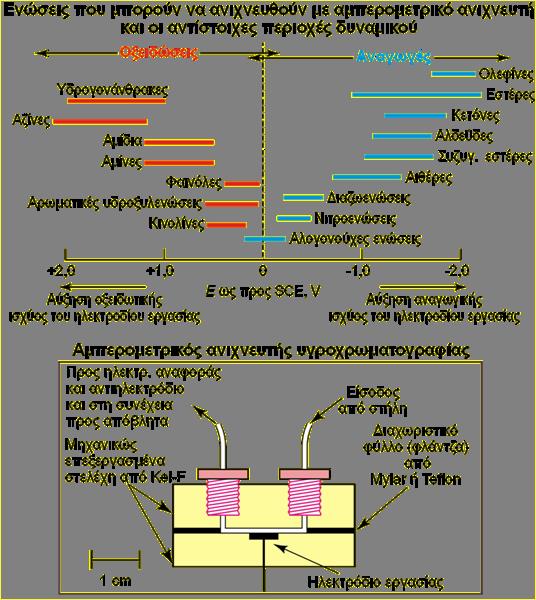 Ενώσεις που μπορούν να ανιχνευθούν με αμπερομετρικό ανιχνευτή
και οι αντίστοιχες περιοχές δυναμικού
Οξειδώσεις
Αναγωγές
Ολεφίνες
Υδρογονάνθρακες
Εστέρες
Αζίνες
Κετόνες
Αμίδια
Αλδεΰδες
Αμίνες
Συζυγ. εστέρες
Φαινόλες
Αιθέρες
Αρωματικές υδροξυλενώσεις
Διαζωενώσεις
Κινολίνες
Νιτροενώσεις
Αλογονούχες ενώσεις
+2,0 +1,0 0 -1,0 -2,0
E ως προς SCE, V
Αύξηση οξειδωτικής
ισχύος του ηλεκτροδίου εργασίας
Αύξηση αναγωγικής
ισχύος του ηλεκτροδίου εργασίας
Αμπερομετρικός ανιχνευτής υγροχρωματογραφίας
Προς ηλεκτρ. αναφοράς
και αντιηλεκτρόδιο
και στη συνέχεια
προς απόβλητα
Είσοδος
από στήλη
Μηχανικώς
επεξεργασμένα
στελέχη από Kel-F
Διαχωριστικό
φύλλο (φλάντζα)
από
Mylar ή Teflon
1 cm
Ηλεκτρόδιο εργασίας